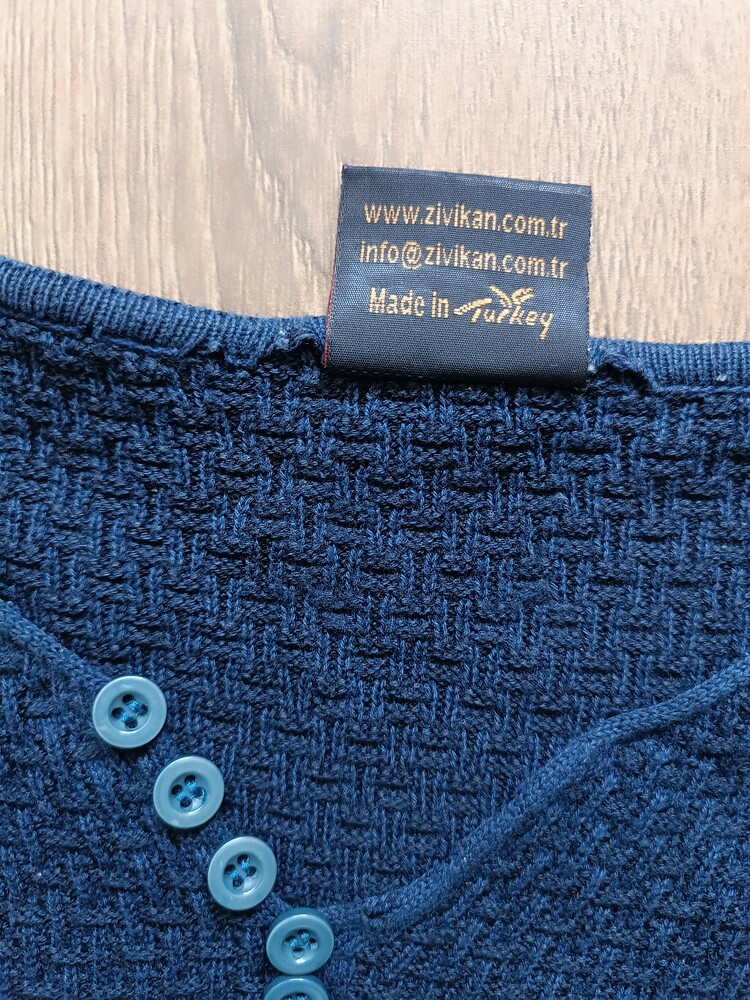 www.zivikan.com.tr
info@zivikan.com.tr
Made in Turkey